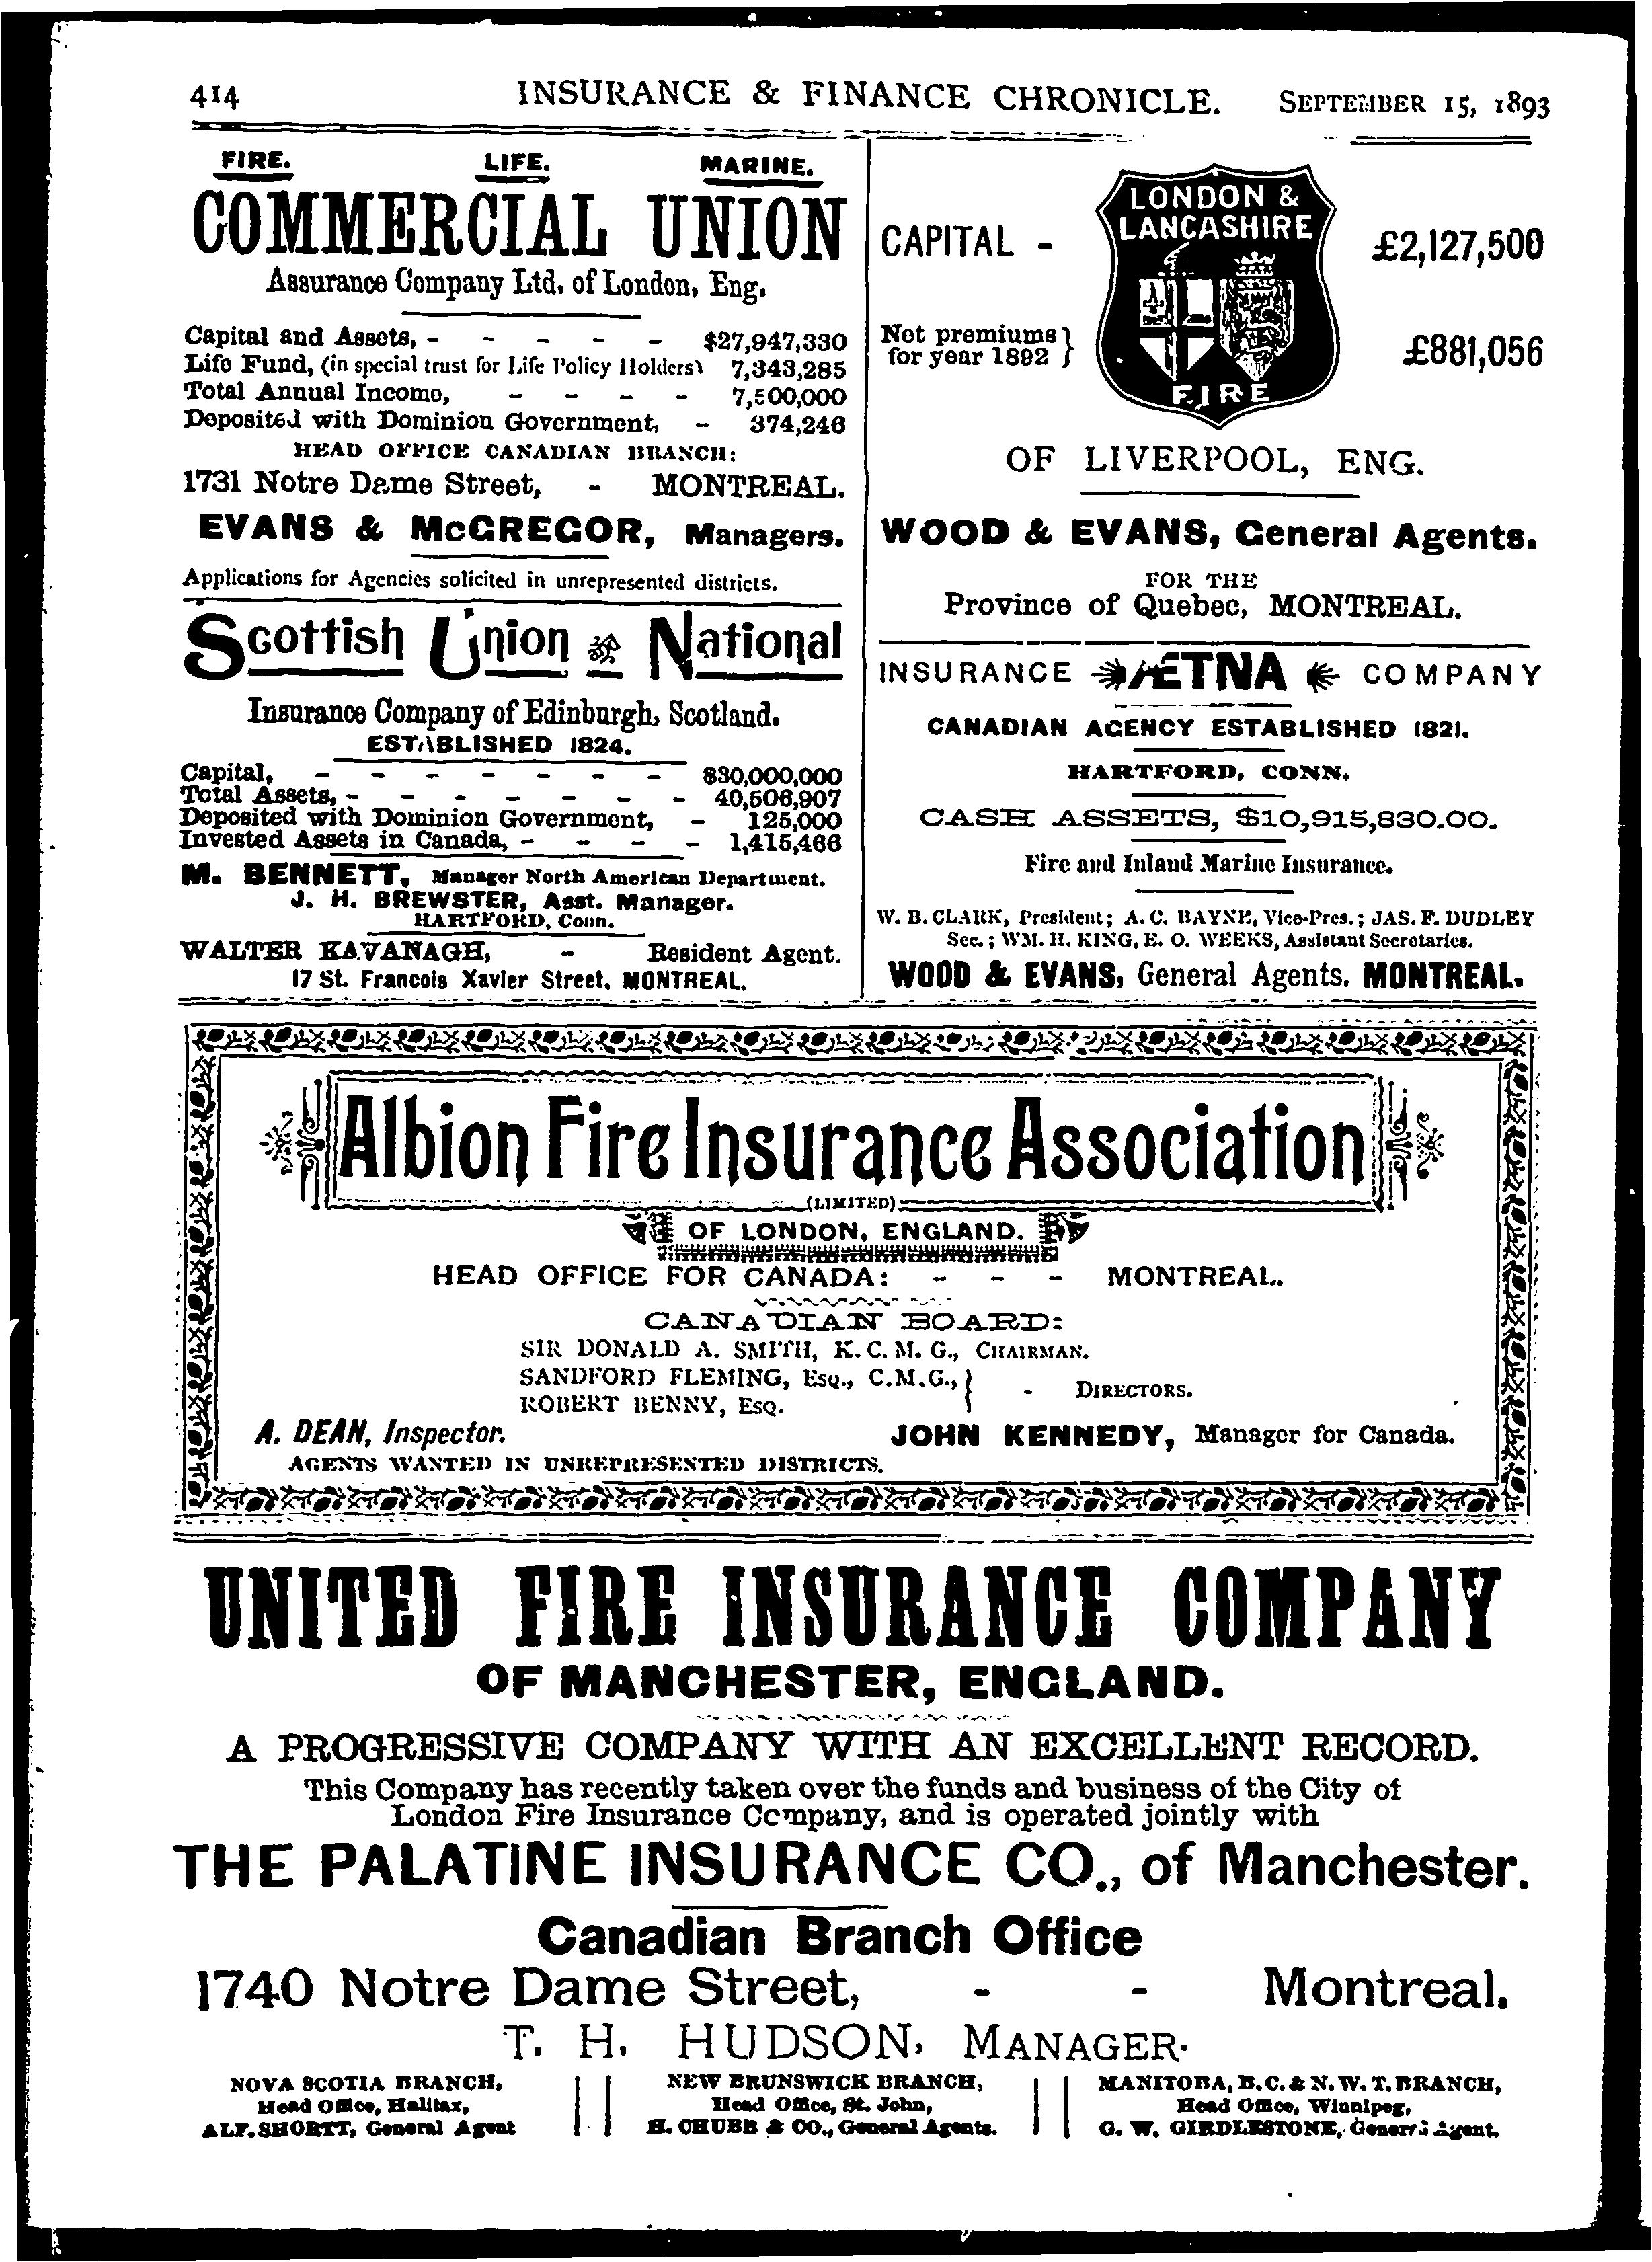 414 INSURANCE & FINANCE CHRONICLE. SEPTEMBER 15, 1893
FIRE. LIFE. MARINE.
COMMERCIAL UNION
Assurance Company Ltd. of London, Eng.
Capital and Assets, - - - - - $27,947,330
Life Fund, (in special trust for Life Policy Holders) 7,343,285
Total Annual Income, - - - - 7,500,000
Deposited with Dominion Government, - 374,246
HEAD OFFICE CANADIAN BRANCH:
1731 Notre Dame Street, - MONTREAL.
EVANS & McGREGOR, Managers.
Applications for Agencies solicited in unrepresented districts.
Scottish Union & National
Insurance Company of Edinburgh, Scotland.
ESTABLISHED 1824.
Capital, - - - - - - - $30,000,000
Total Assets, - - - - - - - 40,506,907
Deposited with Dominion Government, - 125,000
Invested Assets in Canada, - - - - 1,415,466
M. BENNETT, Manager North American Department.
J. H. BREWSTER, Asst. Manager.
HARTFORD, Conn.
WALTER KAVANAGH, - Resident Agent.
17 St. Francois Xavier Street, MONTREAL.
LONDON &
LANCASHIRE
FIRE
CAPITAL - £2,127,500
Net premiums }
for year 1892 } £881,056
OF LIVERPOOL, ENG.
WOOD & EVANS, General Agents.
FOR THE
Province of Quebec, MONTREAL.
INSURANCE ÆTNA COMPANY
CANADIAN AGENCY ESTABLISHED 1821.
HARTFORD, CONN.
CASH ASSETS, $10,915,830.00.
Fire and Inland Marine Insurance.
W. B. CLARK, President; A. C. BAYNE, Vice-Pres.; JAS. F. DUDLEY
Sec.; WM. H. KING, E. O. WEEKS, Assistant Secretaries.
WOOD & EVANS, General Agents, MONTREAL.
Albion Fire Insurance Association
(LIMITED)
OF LONDON, ENGLAND.
HEAD OFFICE FOR CANADA: - - - MONTREAL.
CANADIAN BOARD:
SIR DONALD A. SMITH, K. C. M. G., CHAIRMAN.
SANDFORD FLEMING, ESQ., C.M.G., }
ROBERT BENNY, ESQ. } - DIRECTORS.
A. DEAN, Inspector. JOHN KENNEDY, Manager for Canada.
AGENTS WANTED IN UNREPRESENTED DISTRICTS.
UNITED FIRE INSURANCE COMPANY
OF MANCHESTER, ENGLAND.
A PROGRESSIVE COMPANY WITH AN EXCELLENT RECORD.
This Company has recently taken over the funds and business of the City of
London Fire Insurance Company, and is operated jointly with
THE PALATINE INSURANCE CO., of Manchester.
Canadian Branch Office
1740 Notre Dame Street, - - Montreal.
T. H. HUDSON, MANAGER.
NOVA SCOTIA BRANCH,
Head Office, Halifax,
ALF. SHORTT, General Agent
NEW BRUNSWICK BRANCH,
Head Office, St. John,
H. CHUBB & CO., General Agents.
MANITOBA, B. C. & N. W. T. BRANCH,
Head Office, Winnipeg,
G. W. GIRDLESTONE, General Agent.